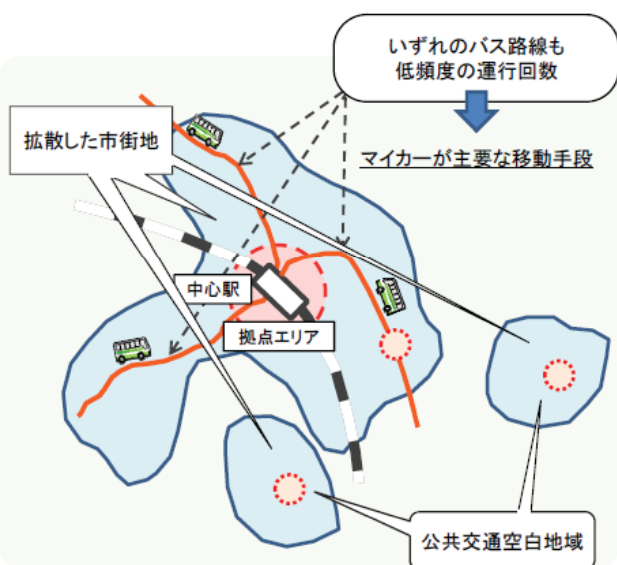 いずれのバス路線も
低頻度の運行回数
マイカーが主要な移動手段
拡散した市街地
中心駅
拠点エリア
公共交通空白地域